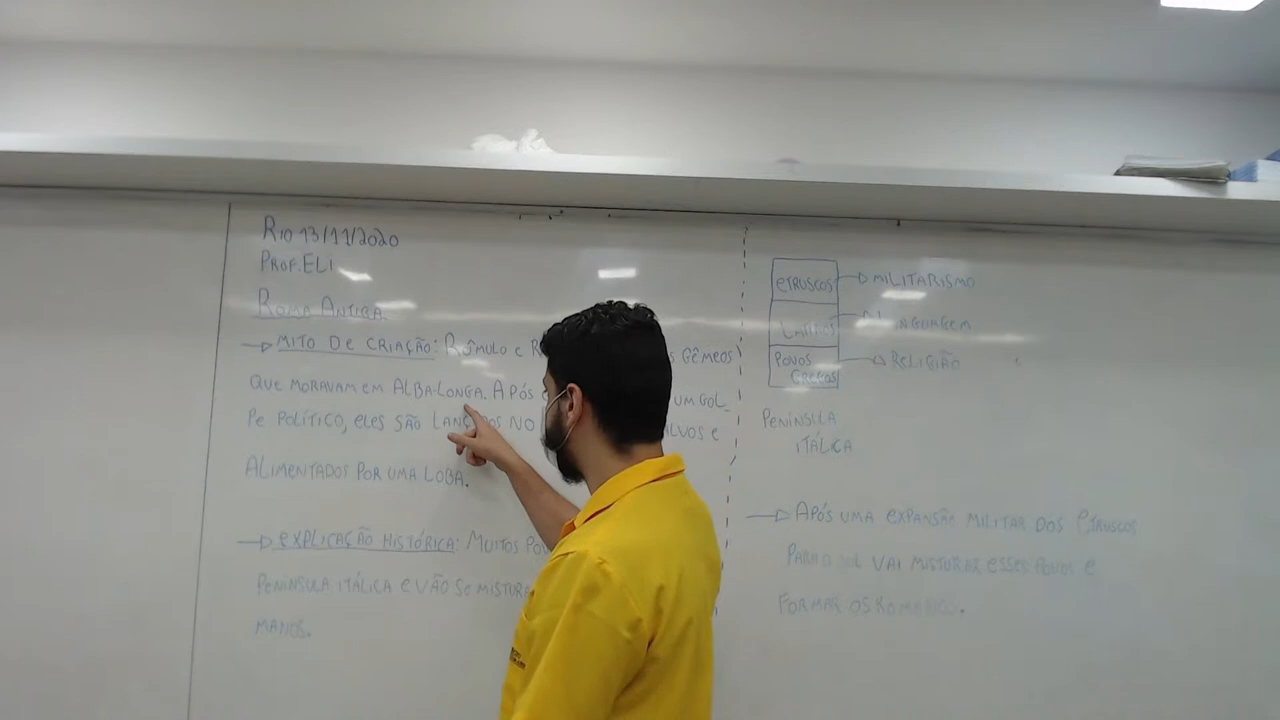 RIO 13/11/2020
PROF. ELI
ROMA ANTIGA
→ MITO DE CRIAÇÃO: RÔMULO E GÊMEOS
QUE MORAVAM EM ALBA-LONGA. APÓS UM GOL
PE POLÍTICO, ELES SÃO LANÇADOS NO
ALIMENTADOS POR UMA LOBA.
→ EXPLICAÇÃO HISTÓRICA: MUITOS
PENÍNSULA ITÁLICA E VÃO SE
MANOS.
ETRUSCOS → MILITARISMO
LATINOS → LINGUAGEM
POVOS GREGOS → RELIGIÃO
PENÍNSULA
ITÁLICA
→ APÓS UMA EXPANSÃO MILITAR DOS ETRUSCOS
PARA O SUL VAI MISTURAR ESSES POVOS E
FORMAR OS ROMANOS.